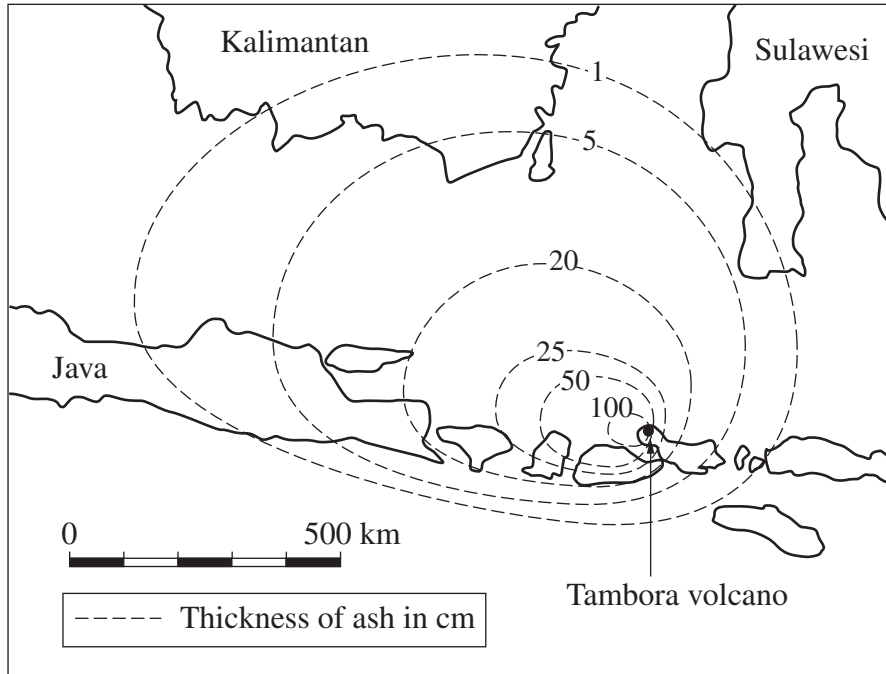 Kalimantan
Sulawesi
1
5
20
25
50
100
Java
0 500 km
Tambora volcano
Thickness of ash in cm